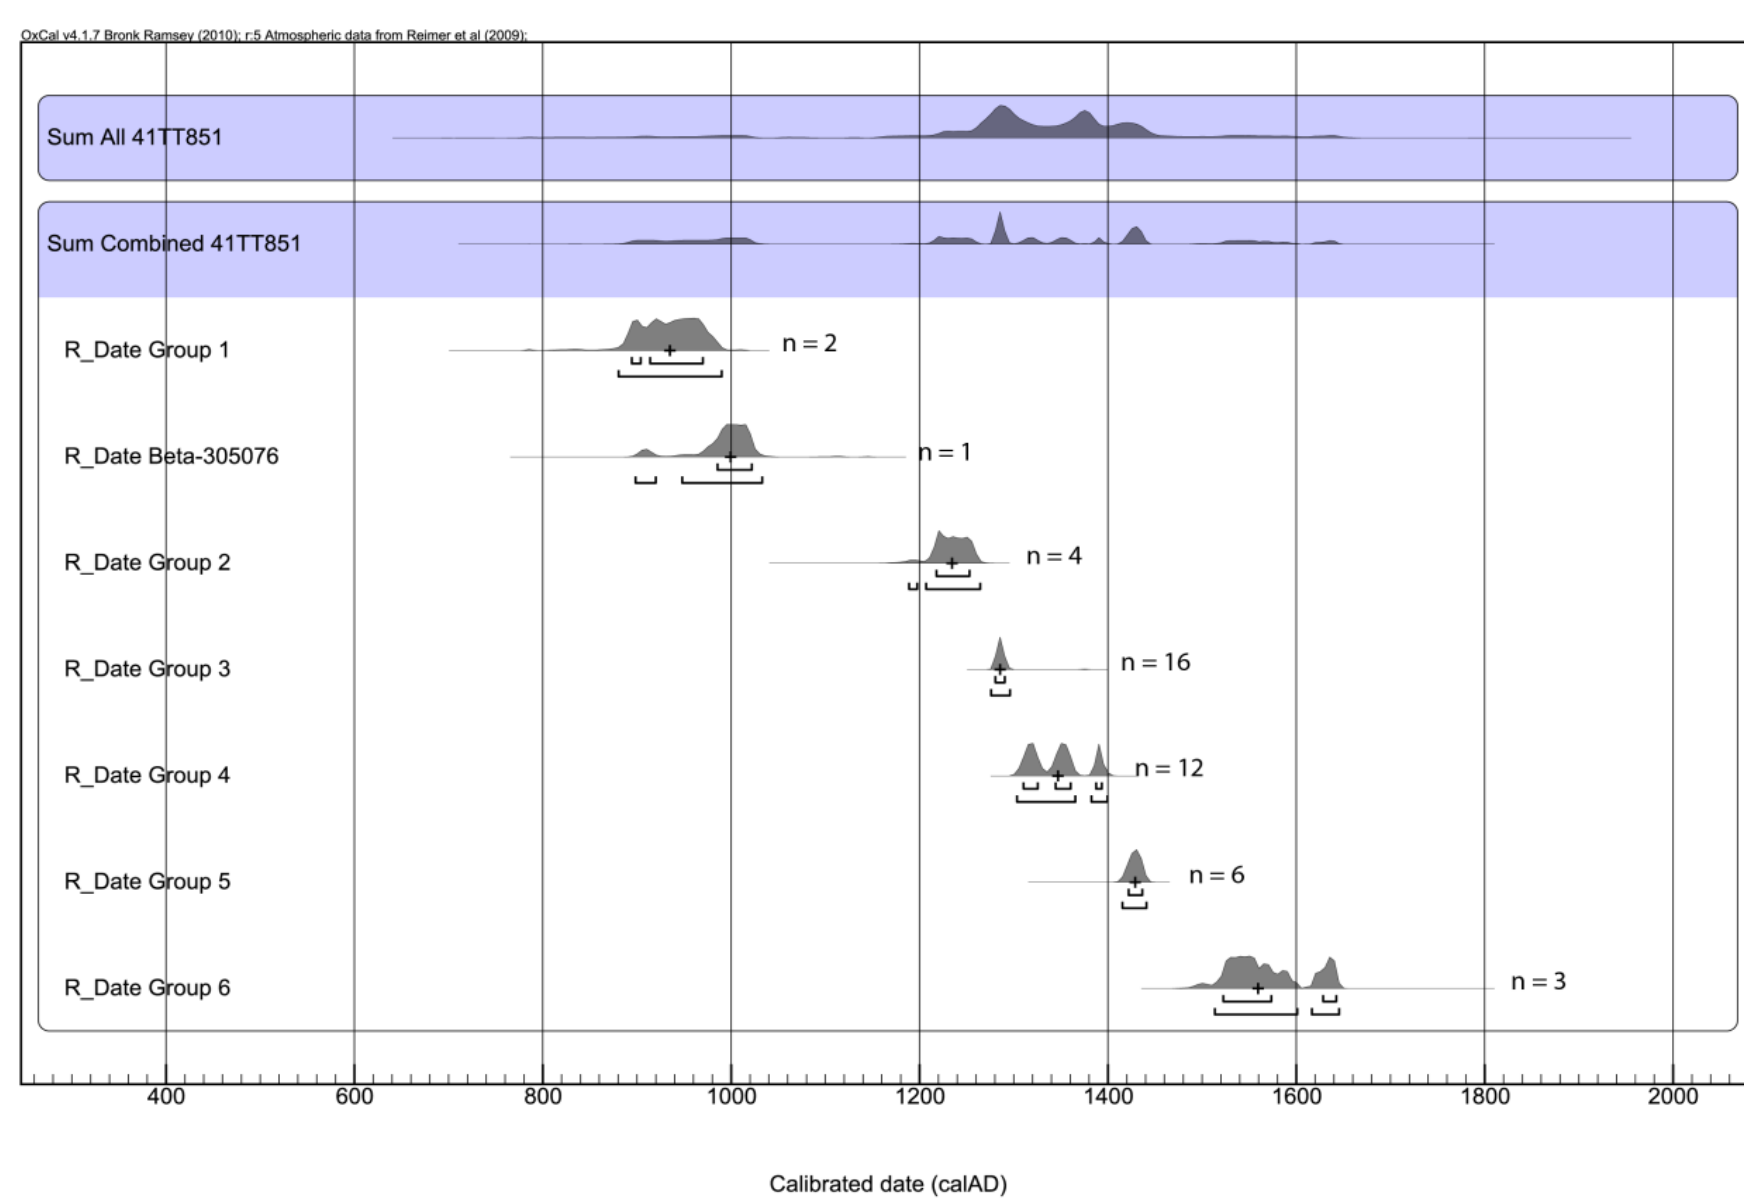 OxCal v4.1.7 Bronk Ramsey (2010); r:5 Atmospheric data from Reimer et al (2009);
Sum All 41TT851
Sum Combined 41TT851
R_Date Group 1
n = 2
R_Date Beta-305076
n = 1
R_Date Group 2
n = 4
R_Date Group 3
n = 16
R_Date Group 4
n = 12
R_Date Group 5
n = 6
R_Date Group 6
n = 3
400 600 800 1000 1200 1400 1600 1800 2000
Calibrated date (calAD)